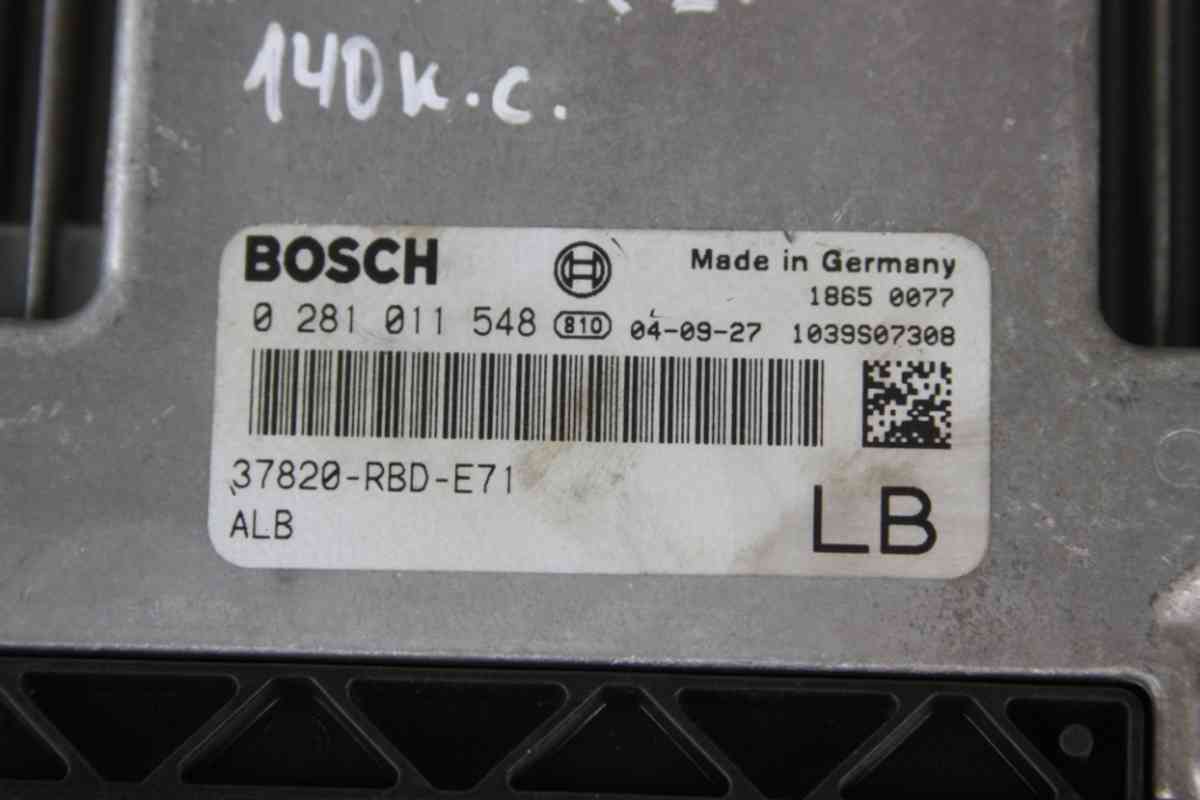 140к.с.
BOSCH
Made in Germany
1865 0077
0 281 011 548 810 04-09-27 1039S07308
37820-RBD-E71
ALB
LB